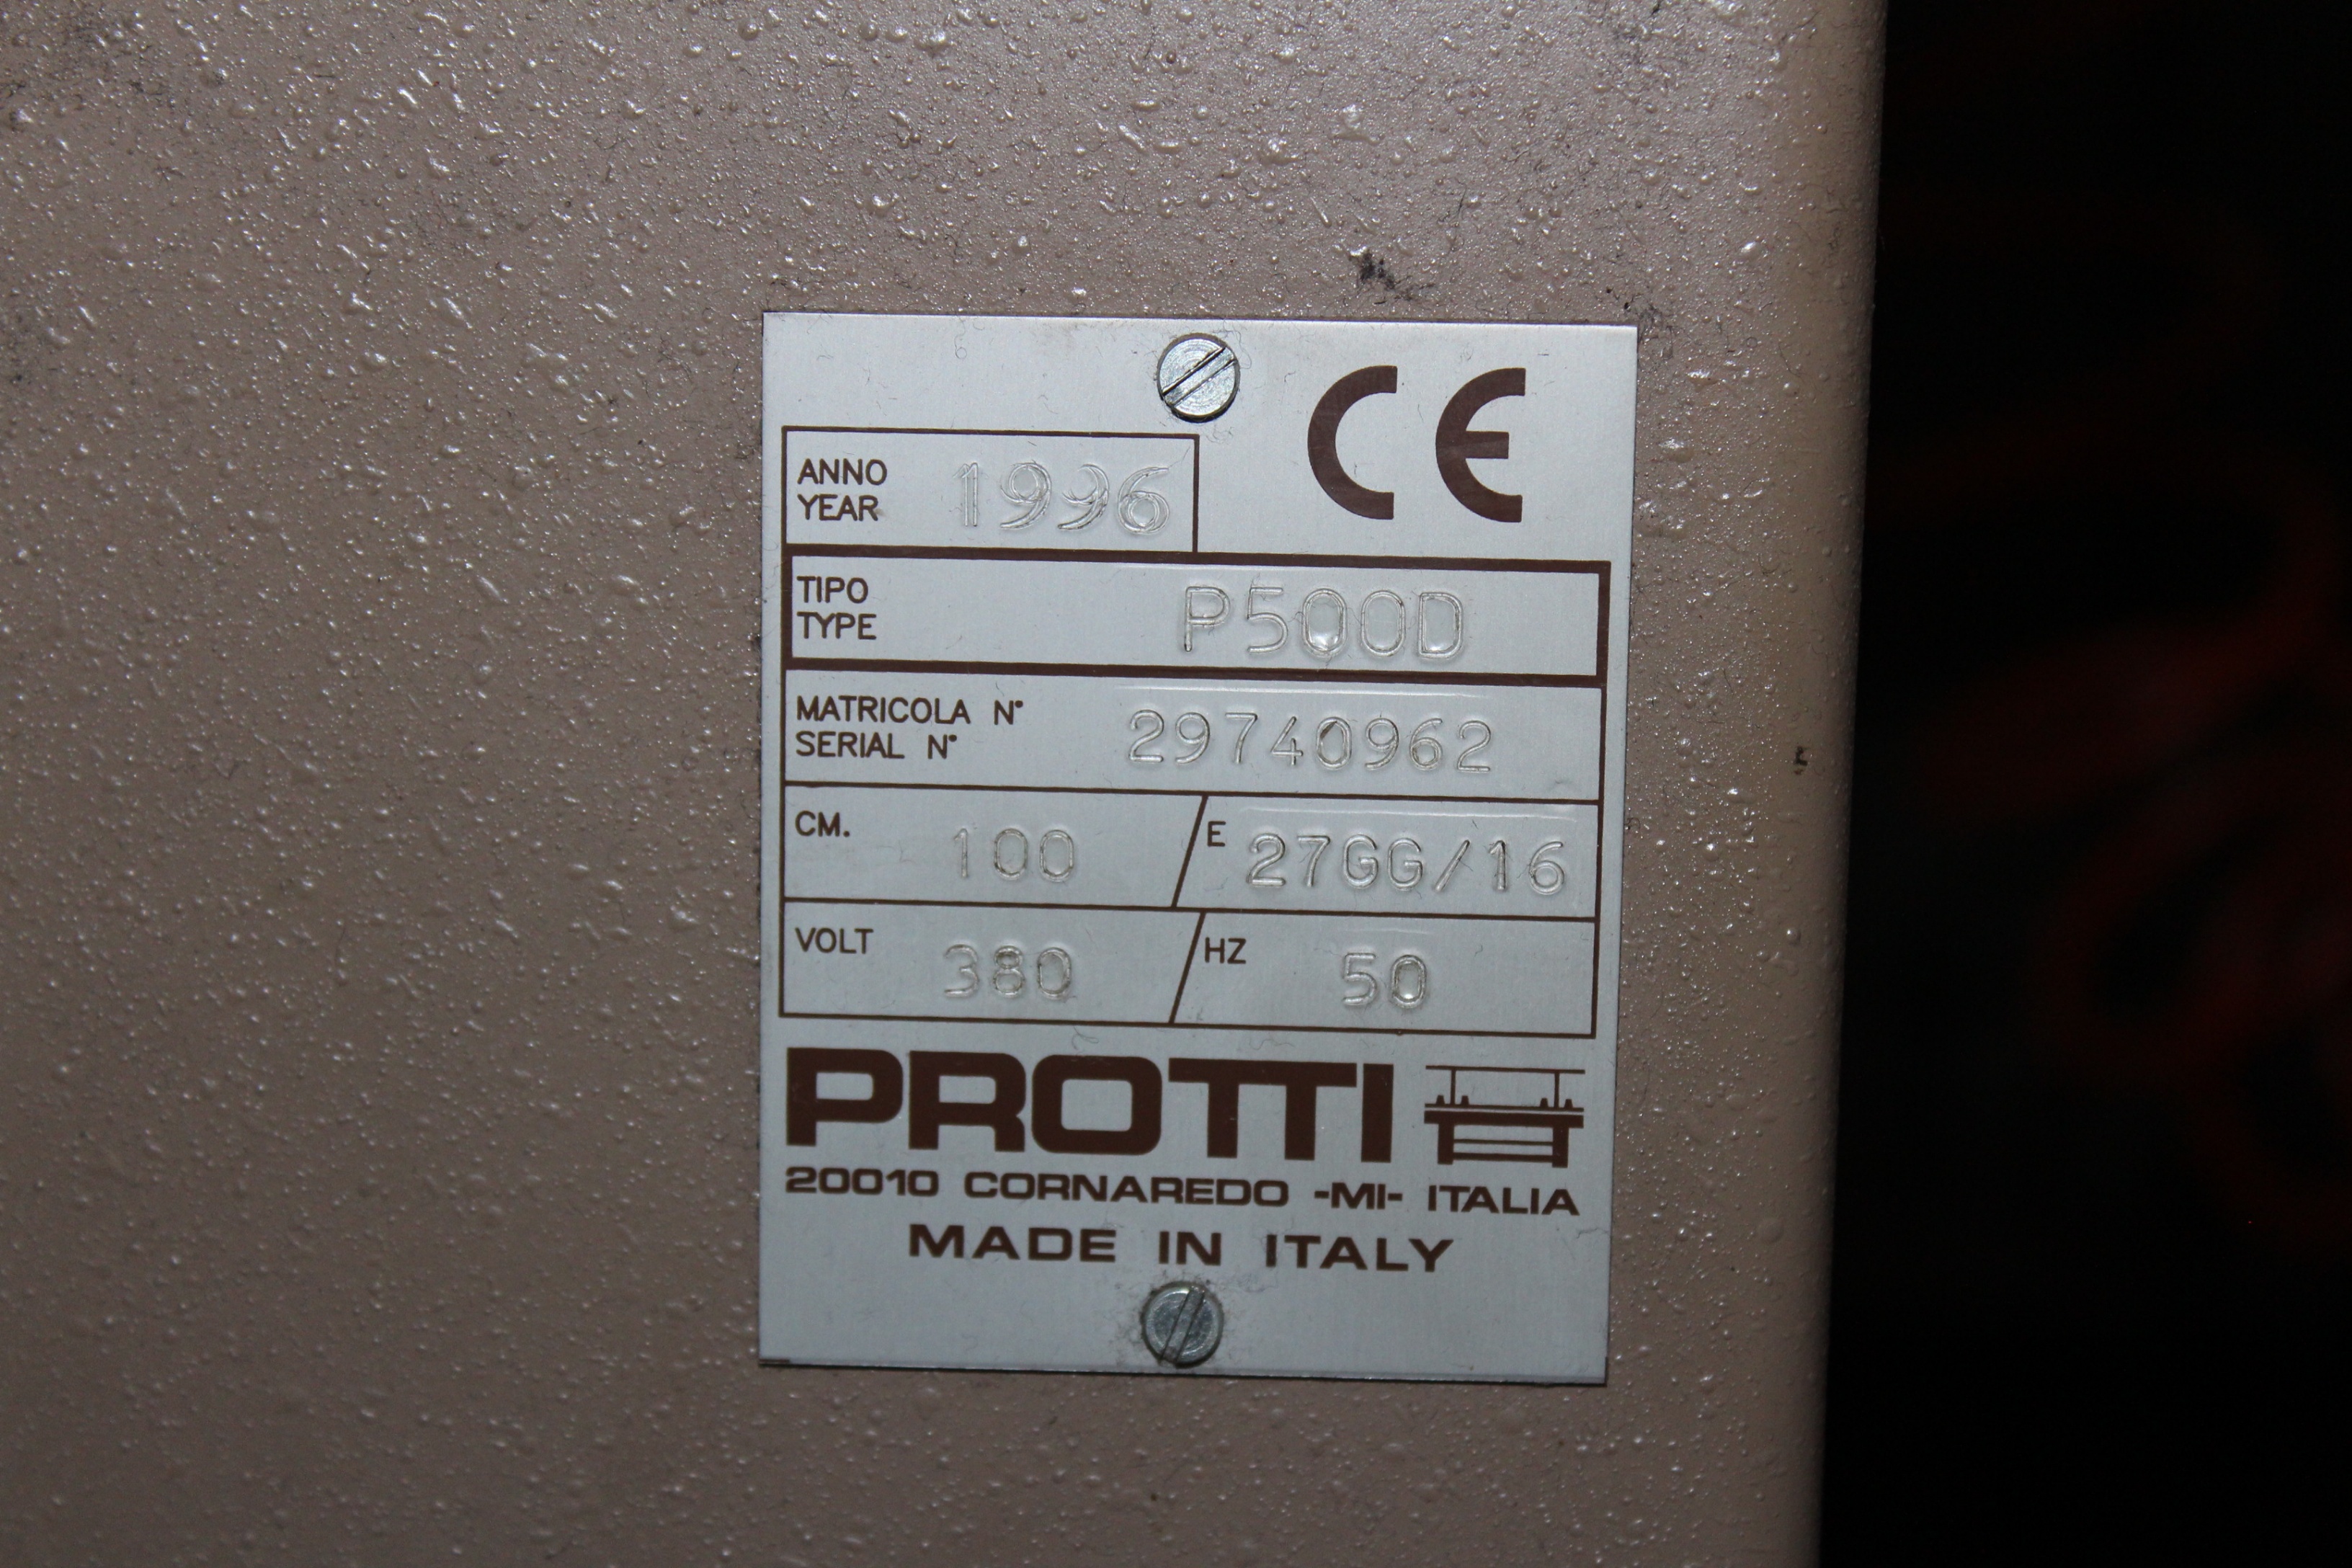 CE
ANNO
YEAR 1996
TIPO
TYPE P500D
MATRICOLA N°
SERIAL N° 29740962
CM. 100 E 27GG/16
VOLT 380 HZ 50
PROTTI
20010 CORNAREDO -MI- ITALIA
MADE IN ITALY